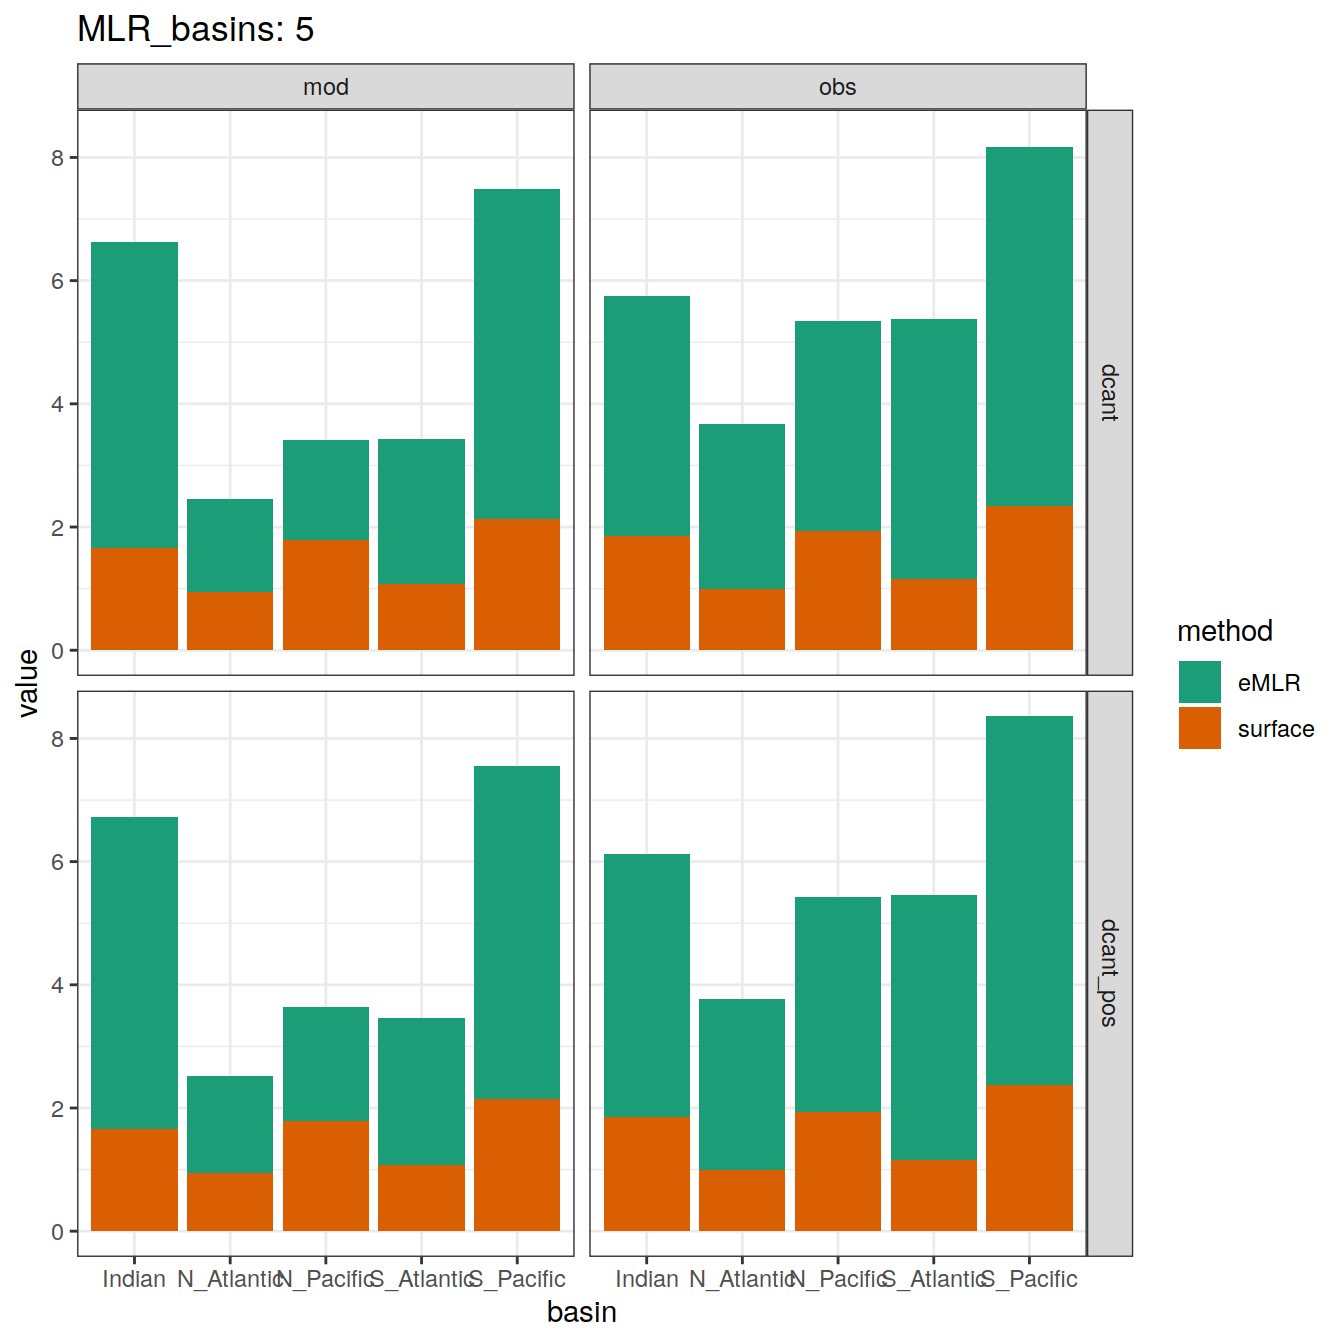 MLR_basins: 5
mod
obs
8
6
4
2
0
dcant
8
6
4
2
0
dcant_pos
value
Indian N_Atlantic N_Pacific S_Atlantic S_Pacific
Indian N_Atlantic N_Pacific S_Atlantic S_Pacific
basin
method
eMLR
surface